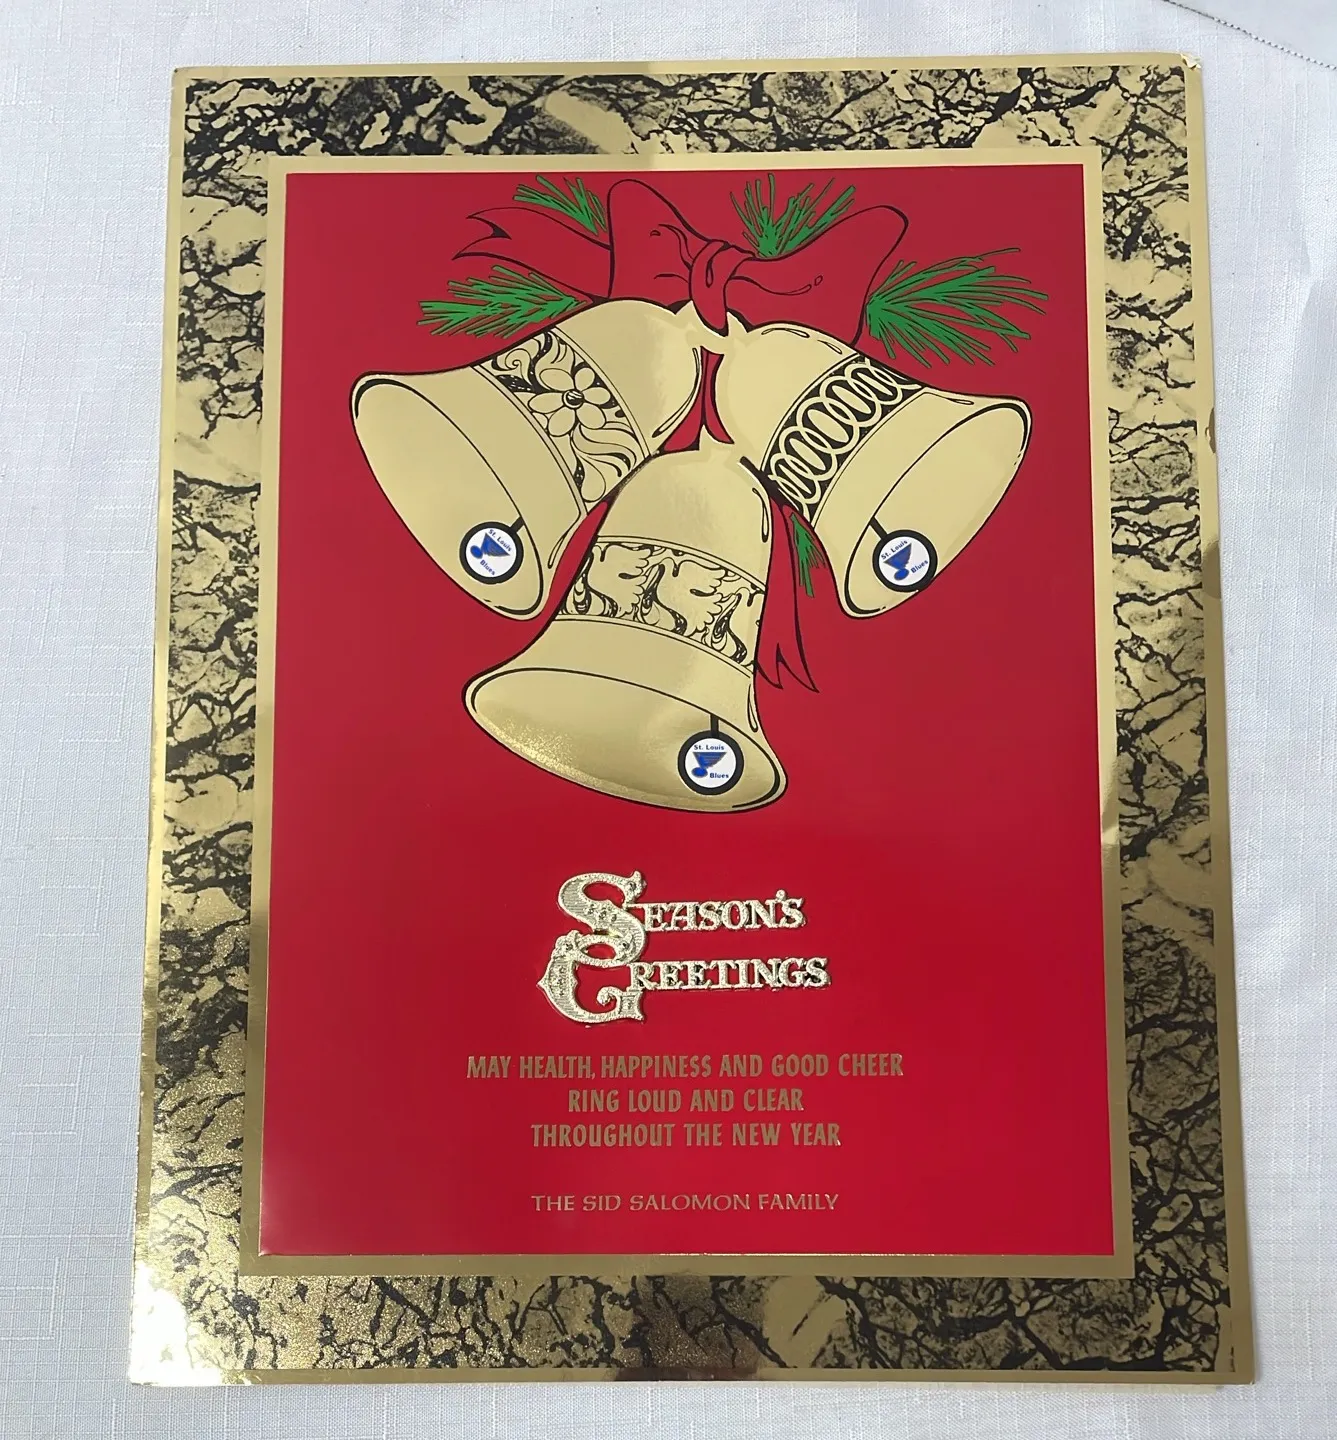 St. Louis
Blues
St. Louis
Blues
St. Louis
Blues
SEASON'S
GREETINGS
MAY HEALTH, HAPPINESS AND GOOD CHEER
RING LOUD AND CLEAR
THROUGHOUT THE NEW YEAR
THE SID SALOMON FAMILY